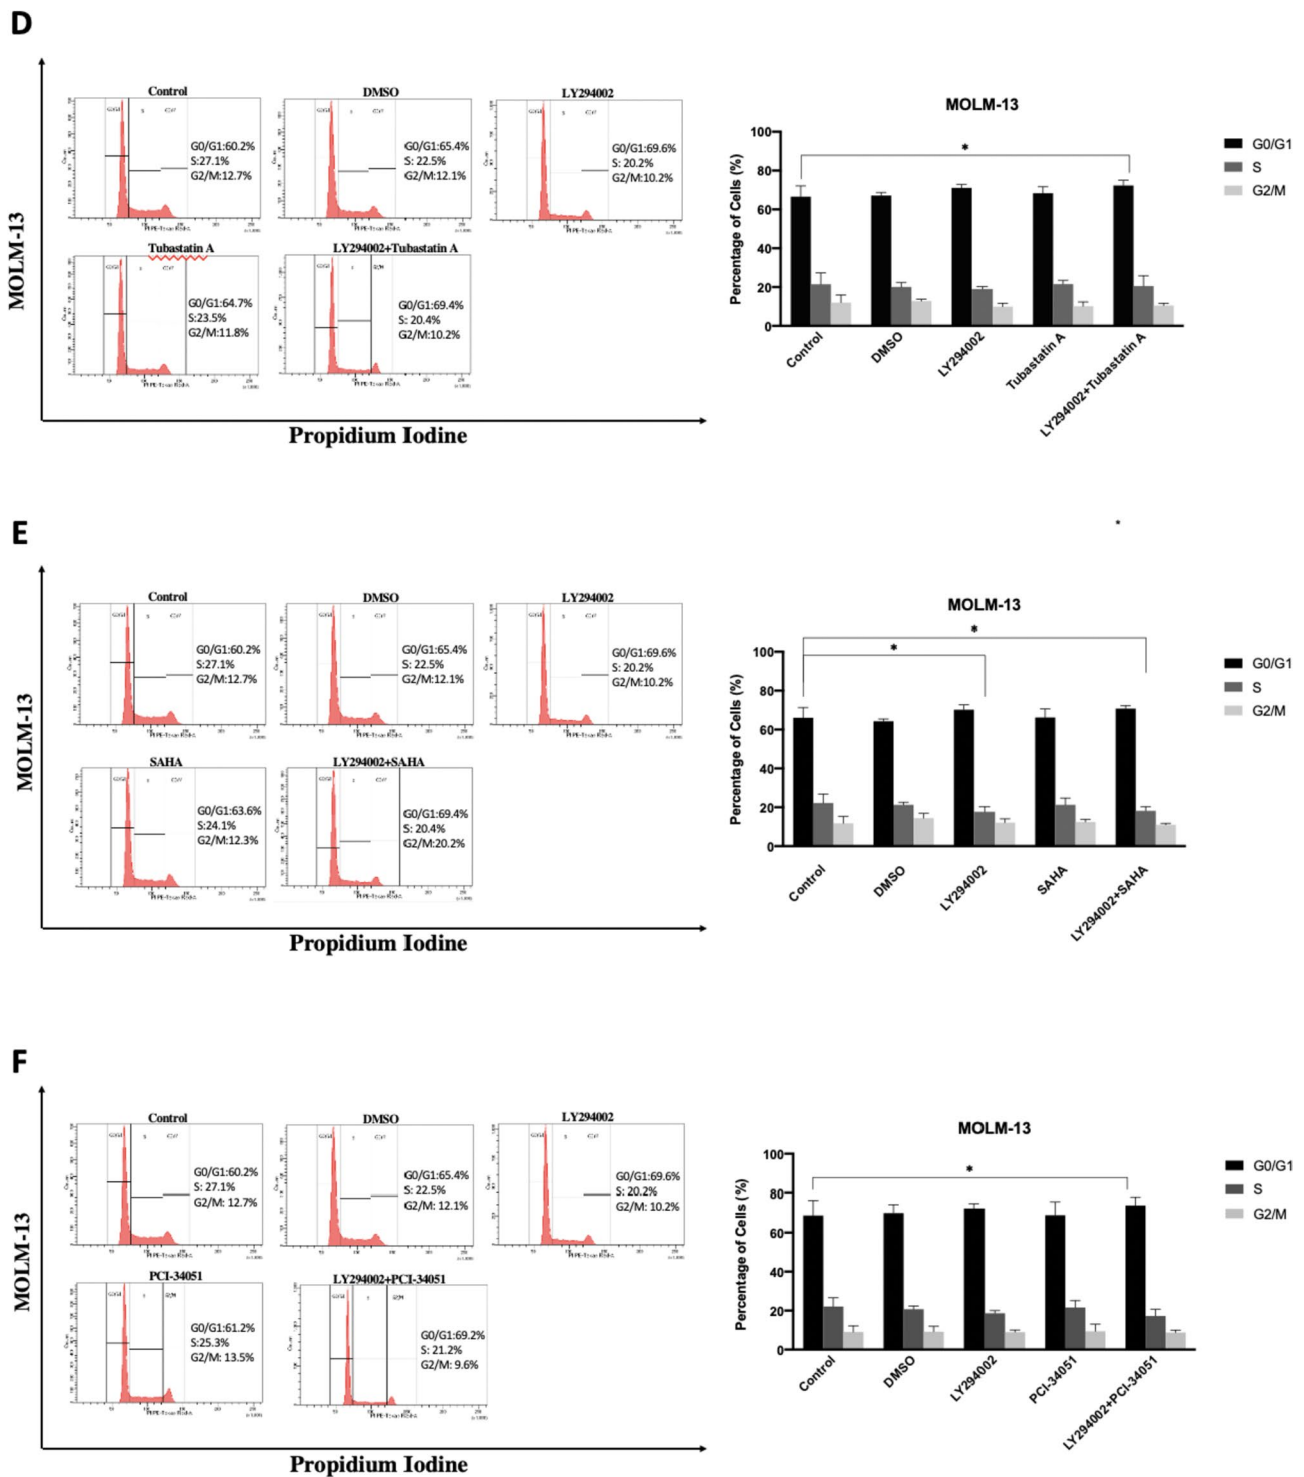 D
Control
DMSO
LY294002
G0/G1:60.2%
S:27.1%
G2/M:12.7%
G0/G1:65.4%
S: 22.5%
G2/M:12.1%
G0/G1:69.6%
S: 20.2%
G2/M:10.2%
Tubastatin A
LY294002+Tubastatin A
G0/G1:64.7%
S:23.5%
G2/M:11.8%
G0/G1:69.4%
S: 20.4%
G2/M:10.2%
MOLM-13
Propidium Iodine
MOLM-13
*
Percentage of Cells (%)
100
80
60
40
20
0
Control
DMSO
LY294002
Tubastatin A
LY294002+Tubastatin A
G0/G1
S
G2/M
E
*
Control
DMSO
LY294002
G0/G1:60.2%
S:27.1%
G2/M:12.7%
G0/G1:65.4%
S: 22.5%
G2/M:12.1%
G0/G1:69.6%
S: 20.2%
G2/M:10.2%
SAHA
LY294002+SAHA
G0/G1:63.6%
S:24.1%
G2/M:12.3%
G0/G1:69.4%
S: 20.4%
G2/M:20.2%
MOLM-13
Propidium Iodine
MOLM-13
*
*
Percentage of Cells (%)
100
80
60
40
20
0
Control
DMSO
LY294002
SAHA
LY294002+SAHA
G0/G1
S
G2/M
F
Control
DMSO
LY294002
G0/G1:60.2%
S: 27.1%
G2/M: 12.7%
G0/G1:65.4%
S: 22.5%
G2/M: 12.1%
G0/G1:69.6%
S: 20.2%
G2/M: 10.2%
PCI-34051
LY294002+PCI-34051
G0/G1:61.2%
S:25.3%
G2/M: 13.5%
G0/G1:69.2%
S: 21.2%
G2/M: 9.6%
MOLM-13
Propidium Iodine
MOLM-13
*
Percentage of Cells (%)
100
80
60
40
20
0
Control
DMSO
LY294002
PCI-34051
LY294002+PCI-34051
G0/G1
S
G2/M